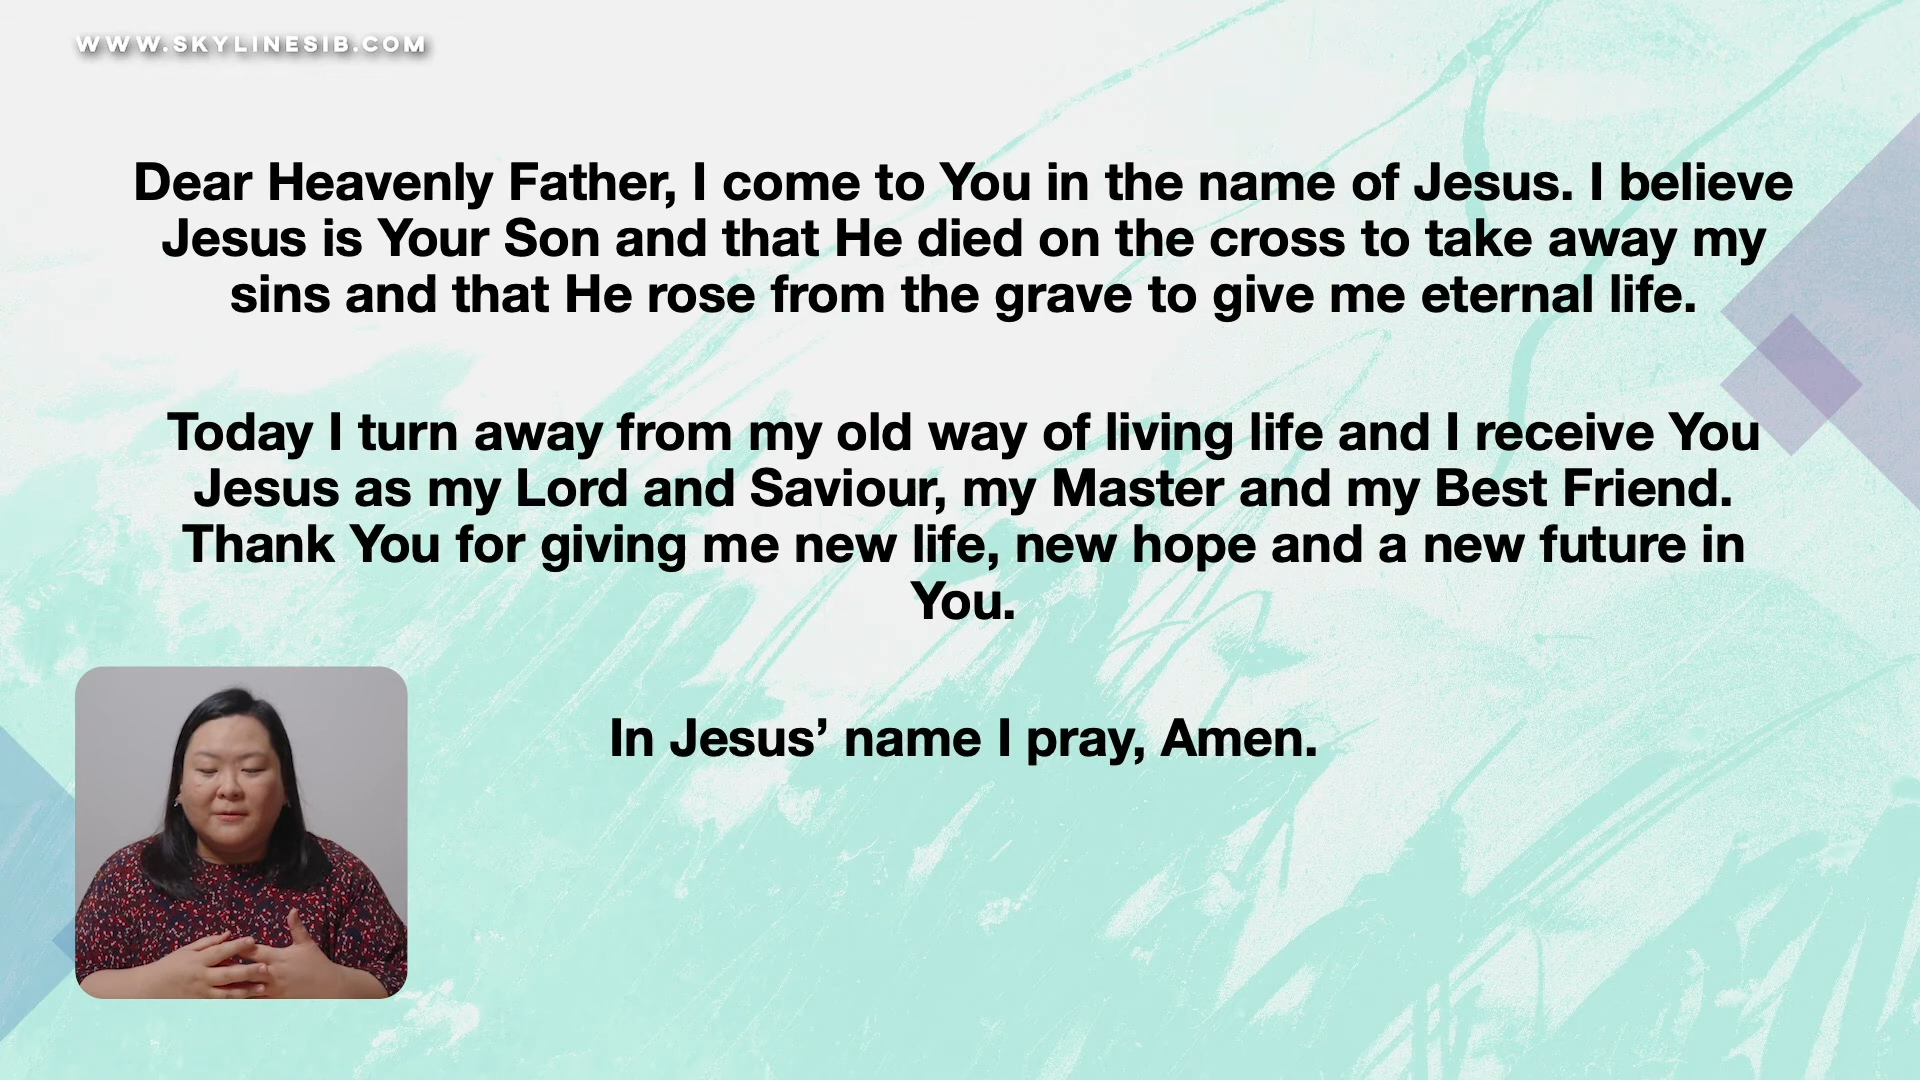 WWW.SKYLINESIB.COM
Dear Heavenly Father, I come to You in the name of Jesus. I believe
Jesus is Your Son and that He died on the cross to take away my
sins and that He rose from the grave to give me eternal life.
Today I turn away from my old way of living life and I receive You
Jesus as my Lord and Saviour, my Master and my Best Friend.
Thank You for giving me new life, new hope and a new future in
You.
In Jesus’ name I pray, Amen.